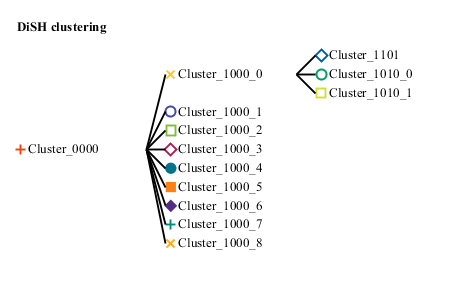 DiSH clustering
Cluster_1101
Cluster_1000_0
Cluster_1010_0
Cluster_1010_1
Cluster_1000_1
Cluster_1000_2
Cluster_0000
Cluster_1000_3
Cluster_1000_4
Cluster_1000_5
Cluster_1000_6
Cluster_1000_7
Cluster_1000_8